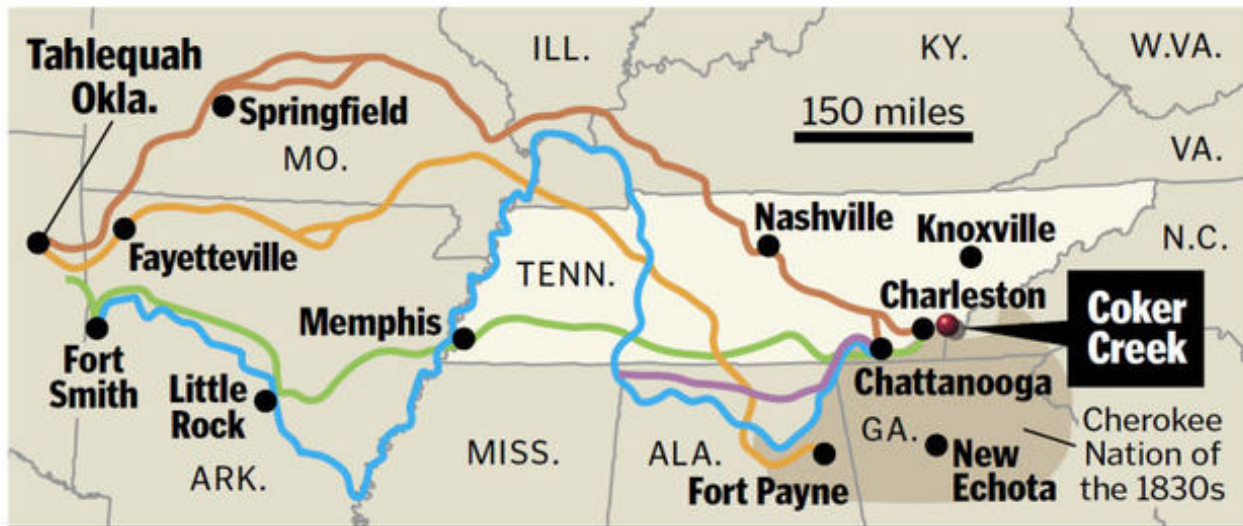 Tahlequah
Okla.
ILL.
KY.
W.VA.
Springfield
150 miles
MO.
VA.
Nashville
Knoxville
N.C.
Fayetteville
TENN.
Charleston
Coker
Creek
Memphis
Fort
Smith
Little
Rock
Chattanooga
ARK.
MISS.
ALA.
GA.
Cherokee
Nation of
the 1830s
Fort Payne
New
Echota